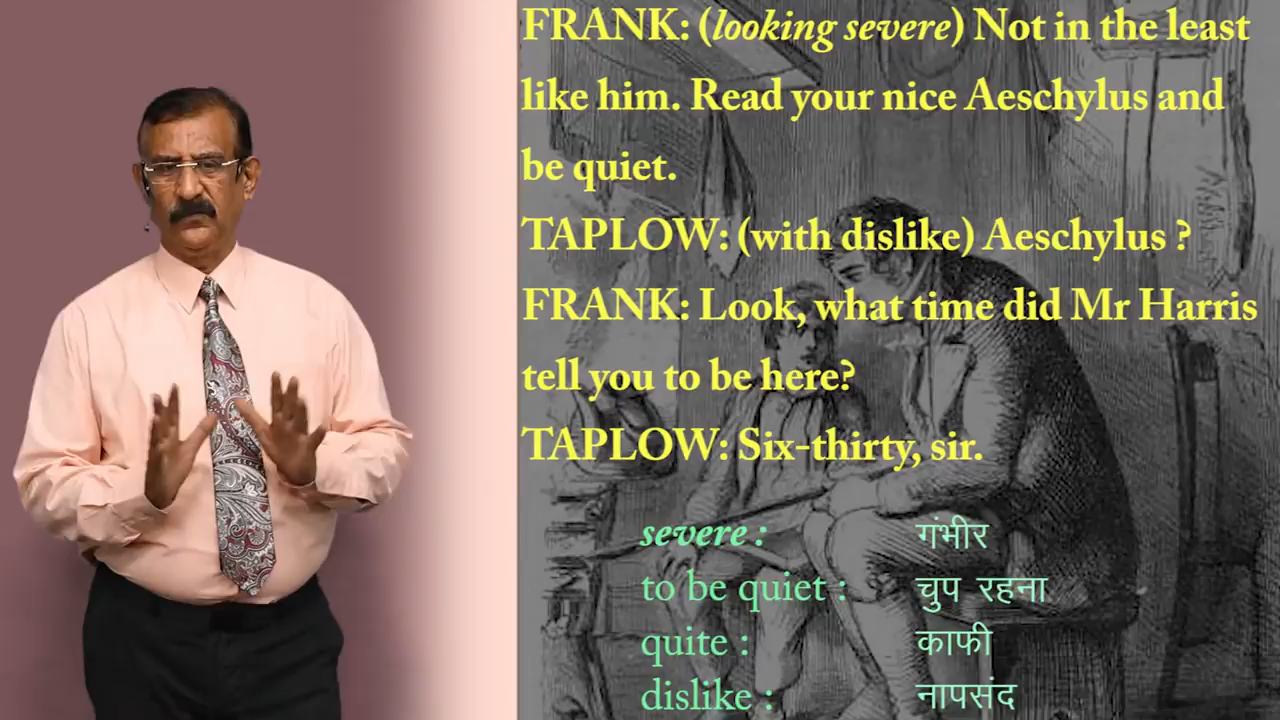 FRANK: (looking severe) Not in the least
like him. Read your nice Aeschylus and
be quiet.
TAPLOW: (with dislike) Aeschylus ?
FRANK: Look, what time did Mr Harris
tell you to be here?
TAPLOW: Six-thirty, sir.
severe : गंभीर
to be quiet : चुप रहना
quite : काफी
dislike : नापसंद